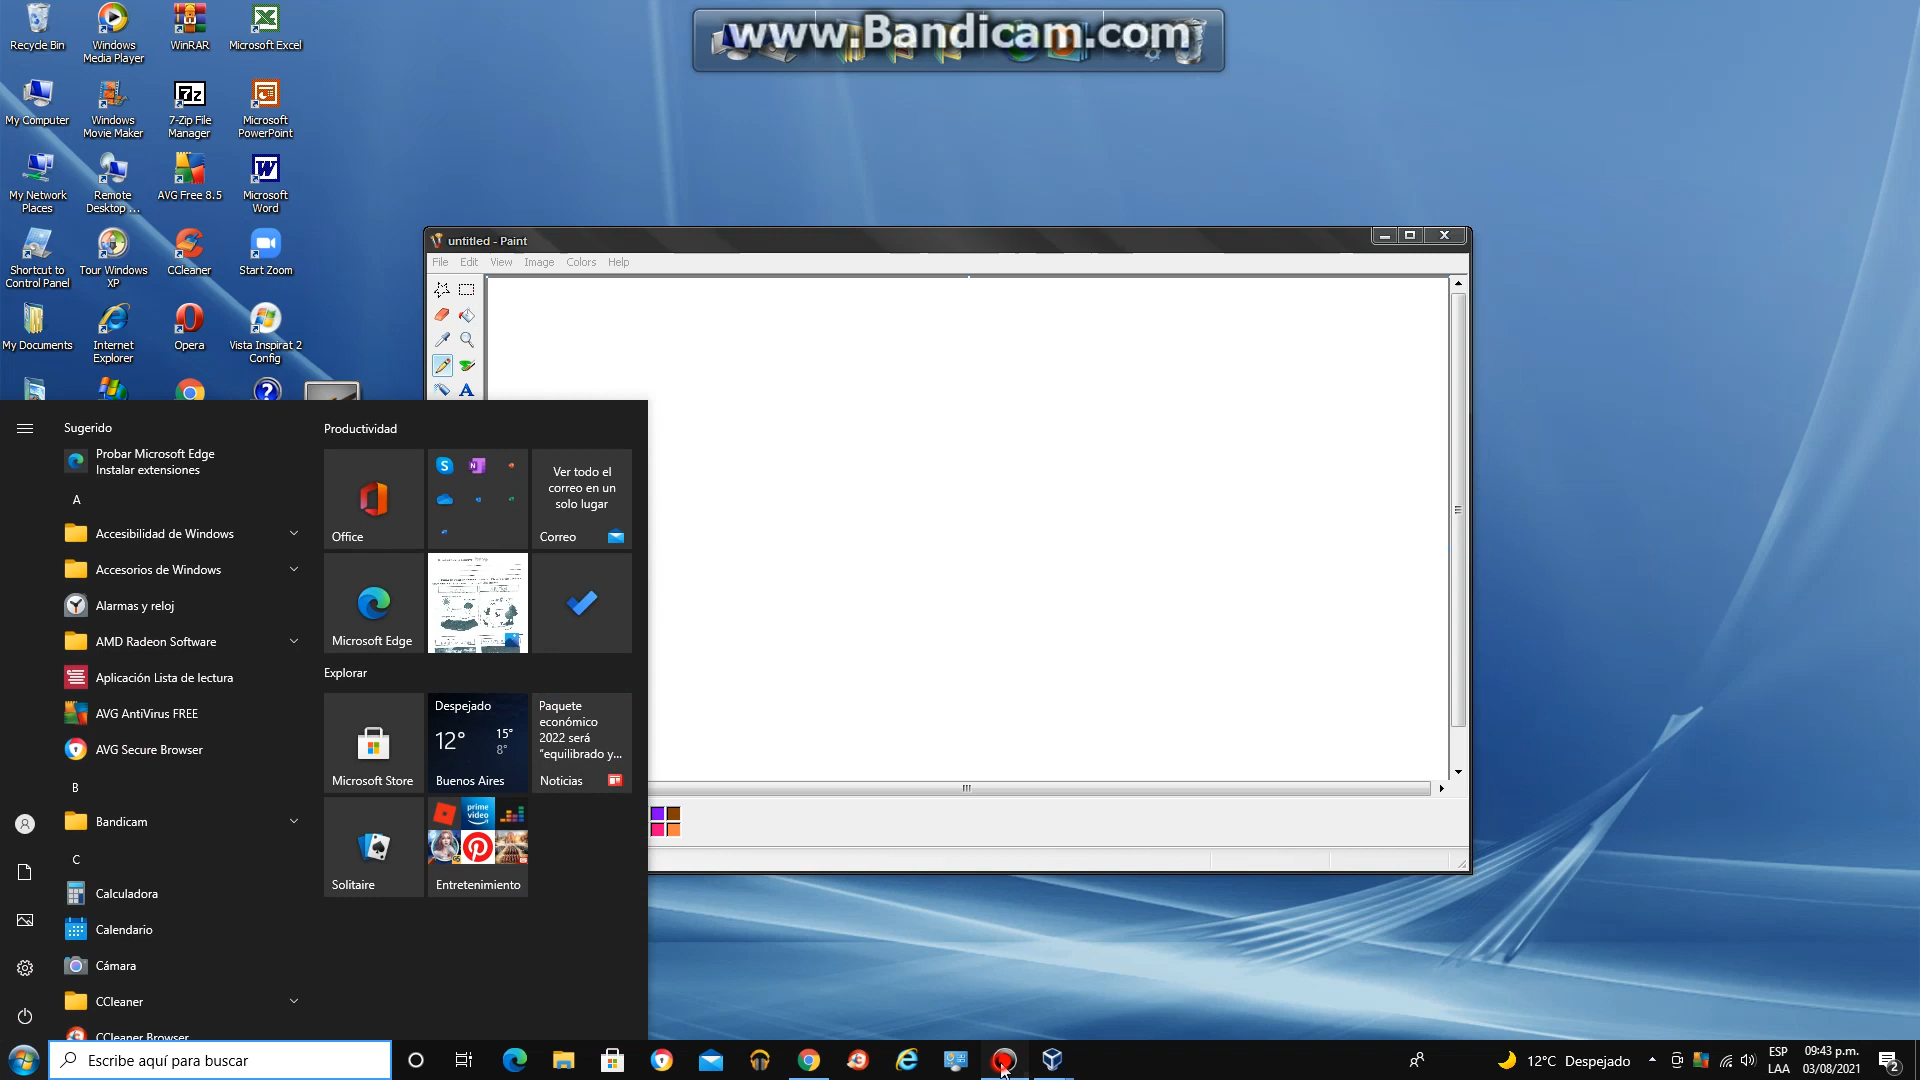 www.Bandicam.com
Recycle Bin
Windows
Media Player
WinRAR
Microsoft Excel
My Computer
Windows
Movie Maker
7-Zip File
Manager
Microsoft
PowerPoint
My Network
Places
Remote
Desktop ...
AVG Free 8.5
Microsoft
Word
Shortcut to
Control Panel
Tour Windows
XP
CCleaner
Start Zoom
My Documents
Internet
Explorer
Opera
Vista Inspirat 2
Config
untitled - Paint
File Edit View Image Colors Help
Sugerido
Probar Microsoft Edge
Instalar extensiones
A
Accesibilidad de Windows
Accesorios de Windows
Alarmas y reloj
AMD Radeon Software
Aplicación Lista de lectura
AVG AntiVirus FREE
AVG Secure Browser
B
Bandicam
C
Calculadora
Calendario
Cámara
CCleaner
CCleaner Browser
Productividad
Office
Ver todo el
correo en un
solo lugar
Correo
Microsoft Edge
Explorar
Microsoft Store
Despejado
12°
15°
8°
Buenos Aires
Paquete
económico
2022 será
"equilibrado y...
Noticias
Solitaire
prime
video
Entretenimiento
Escribe aquí para buscar
12°C Despejado
ESP
LAA
09:43 p.m.
03/08/2021
2